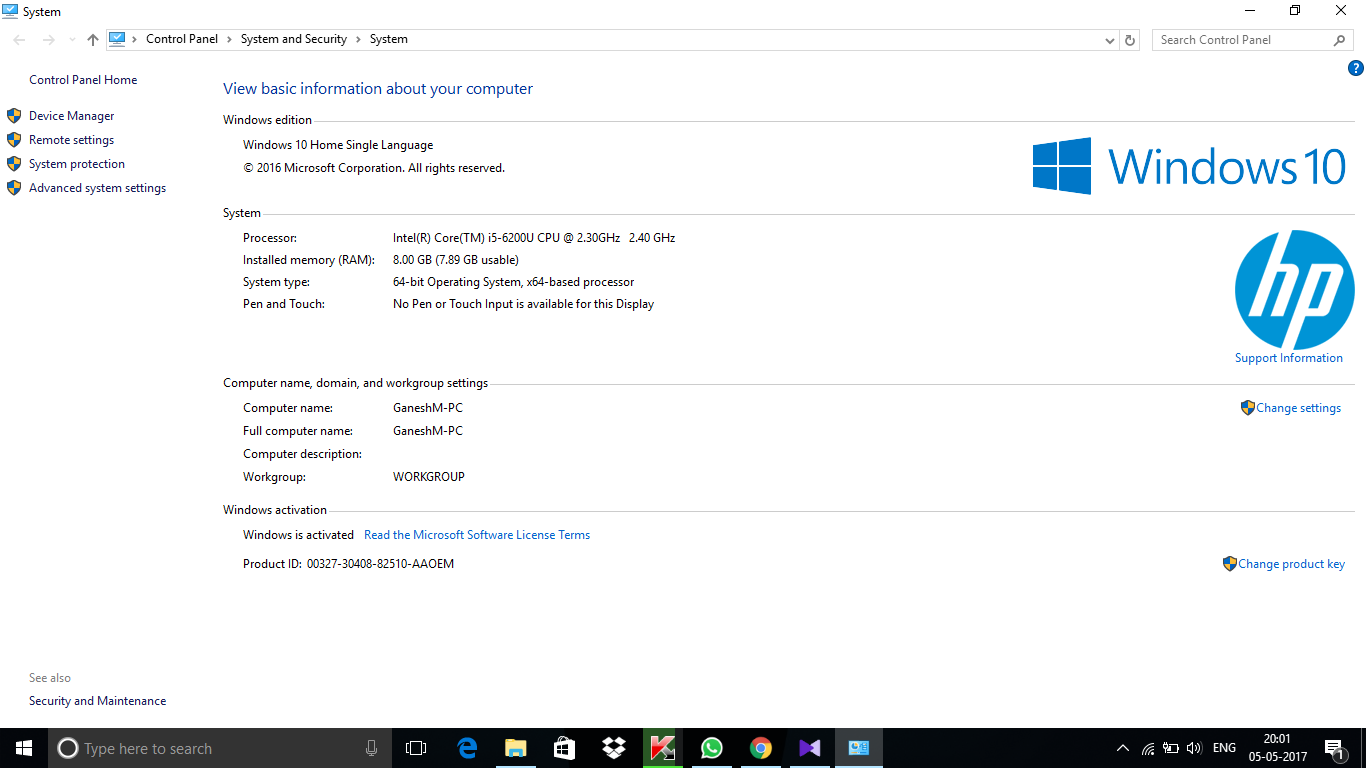 System
Control Panel > System and Security > System
Search Control Panel
?
Control Panel Home
Device Manager
Remote settings
System protection
Advanced system settings
View basic information about your computer
Windows edition
Windows 10 Home Single Language
© 2016 Microsoft Corporation. All rights reserved.
Windows 10
System
Processor: Intel(R) Core(TM) i5-6200U CPU @ 2.30GHz 2.40 GHz
Installed memory (RAM): 8.00 GB (7.89 GB usable)
System type: 64-bit Operating System, x64-based processor
Pen and Touch: No Pen or Touch Input is available for this Display
hp
Support Information
Computer name, domain, and workgroup settings
Computer name: GaneshM-PC
Change settings
Full computer name: GaneshM-PC
Computer description:
Workgroup: WORKGROUP
Windows activation
Windows is activated Read the Microsoft Software License Terms
Product ID: 00327-30408-82510-AAOEM
Change product key
See also
Security and Maintenance
Type here to search
ENG
20:01
05-05-2017
1